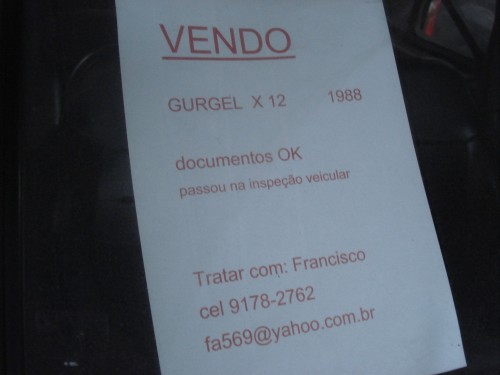 VENDO
GURGEL X 12 1988
documentos OK
passou na inspeção veicular
Tratar com: Francisco
cel 9178-2762
fa569@yahoo.com.br